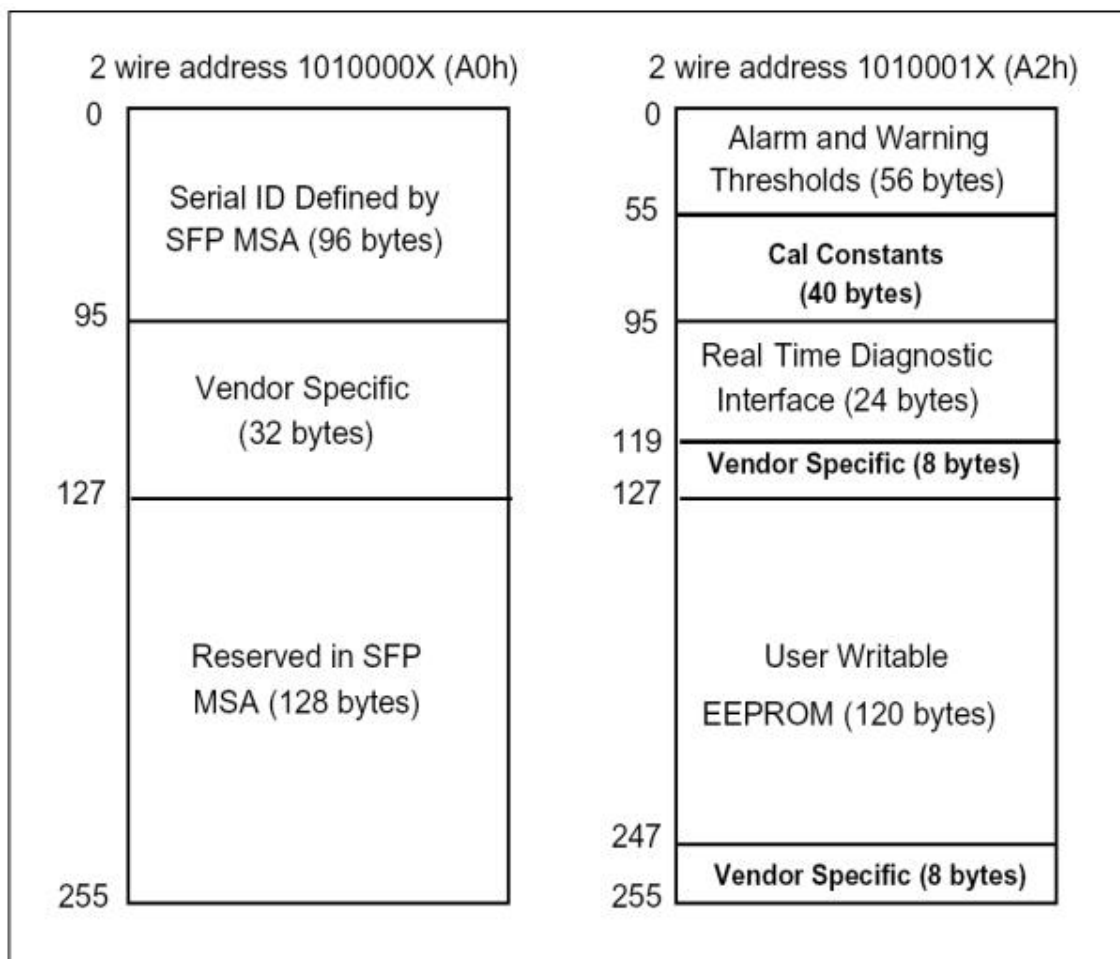 2 wire address 1010000X (A0h)
0
Serial ID Defined by
SFP MSA (96 bytes)
95
Vendor Specific
(32 bytes)
127
Reserved in SFP
MSA (128 bytes)
255
2 wire address 1010001X (A2h)
0
Alarm and Warning
Thresholds (56 bytes)
55
Cal Constants
(40 bytes)
95
Real Time Diagnostic
Interface (24 bytes)
119
Vendor Specific (8 bytes)
127
User Writable
EEPROM (120 bytes)
247
Vendor Specific (8 bytes)
255